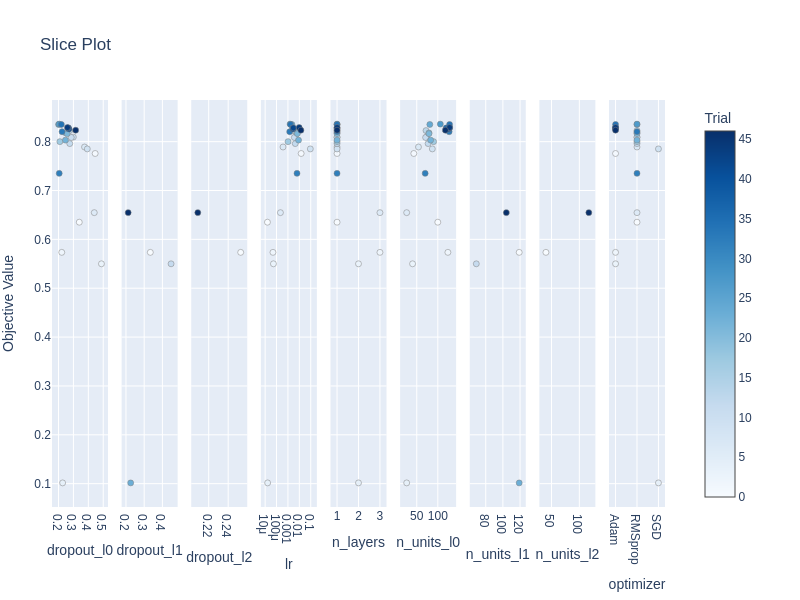 Slice Plot
Trial
Objective Value
0.8
0.7
0.6
0.5
0.4
0.3
0.2
0.1
0.2 0.3 0.4 0.5
dropout_l0
0.2 0.3 0.4
dropout_l1
0.22 0.24
dropout_l2
10μ 100μ 0.001 0.01 0.1
lr
1 2 3
n_layers
50 100
n_units_l0
80 100 120
n_units_l1
50 100
n_units_l2
Adam RMSprop SGD
optimizer
45
40
35
30
25
20
15
10
5
0